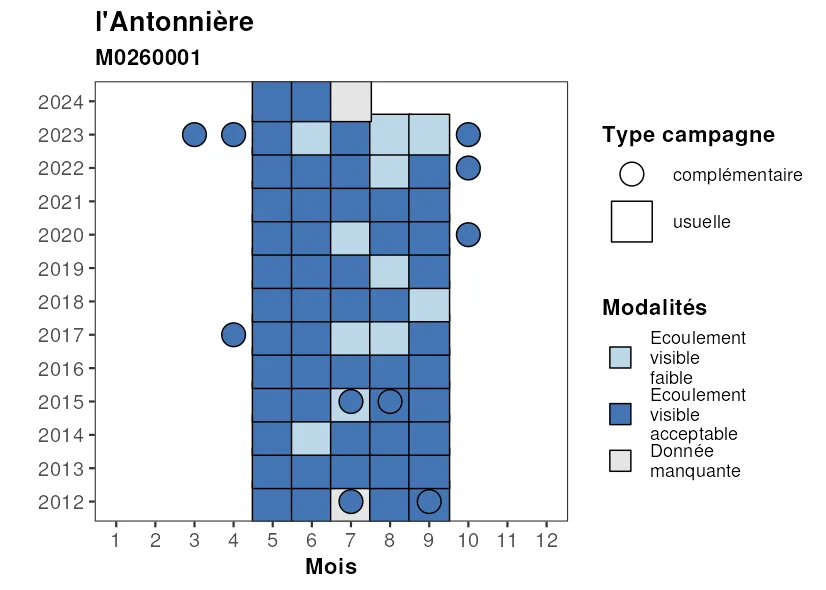 l'Antonnière
M0260001
2024
2023
2022
2021
2020
2019
2018
2017
2016
2015
2014
2013
2012
1 2 3 4 5 6 7 8 9 10 11 12
Mois
Type campagne
complémentaire
usuelle
Modalités
Ecoulement
visible
faible
Ecoulement
visible
acceptable
Donnée
manquante